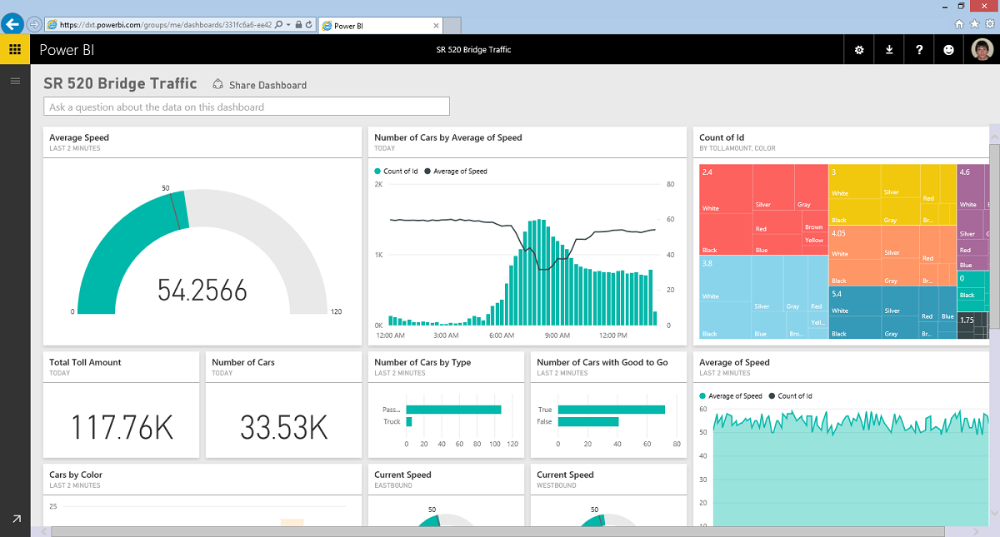 https://dxt.powerbi.com/groups/me/dashboards/331fc6a6-ee42
Power BI
Power BI
SR 520 Bridge Traffic
?
SR 520 Bridge Traffic
Share Dashboard
Ask a question about the data on this dashboard
Average Speed
LAST 2 MINUTES
50
54.2566
0
120
Number of Cars by Average of Speed
TODAY
Count of Id
Average of Speed
2K
80
60
1K
40
20
0K
0
12:00 AM
3:00 AM
6:00 AM
9:00 AM
12:00 PM
Count of Id
BY TOLLAMOUNT, COLOR
2.4
White
Silver
Gray
Red
Brown
Yellow
Black
Blue
3.8
White
Silver
Gray
Red
Yell...
Black
Blue
Bro...
3
White
Silver
Red
Black
Gray
Br...
4.05
White
Silver
Red
Black
Gray
Br...
5.4
White
Silver
Red
Blue
Black
Gray
Br...
4.6
White
Silver
G
Red
Blue
0
Black
1.75
Total Toll Amount
TODAY
117.76K
Number of Cars
TODAY
33.53K
Number of Cars by Type
LAST 2 MINUTES
Pass...
Truck
0 20 40 60 80 100 120
Number of Cars with Good to Go
LAST 2 MINUTES
True
False
0 20 40 60 80
Average of Speed
LAST 2 MINUTES
Average of Speed
Count of Id
60
50
40
30
20
10
Cars by Color
LAST 2 MINUTES
25
Current Speed
EASTBOUND
50
Current Speed
WESTBOUND
50